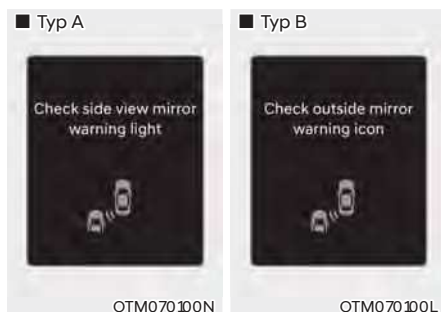 ■ Typ A
Check side view mirror
warning light
OTM070100N
■ Typ B
Check outside mirror
warning icon
OTM070100L